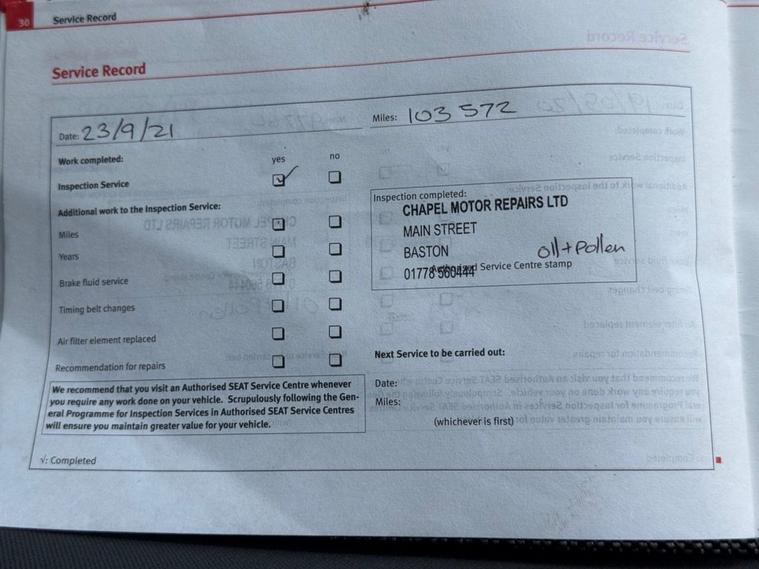 30 Service Record
Service Record
Date: 23/9/21
Miles: 103 572
Work completed: yes no
Inspection Service
Additional work to the Inspection Service:
Miles
Years
Brake fluid service
Timing belt changes
Air filter element replaced
Recommendation for repairs
Inspection completed:
CHAPEL MOTOR REPAIRS LTD
MAIN STREET
BASTON
oll+Pollen
01778 560444
Authorized Service Centre stamp
Next Service to be carried out:
Date:
Miles:
(whichever is first)
We recommend that you visit an Authorised SEAT Service Centre whenever
you require any work done on your vehicle. Scrupulously following the Gen-
eral Programme for Inspection Services in Authorised SEAT Service Centres
will ensure you maintain greater value for your vehicle.
√: Completed